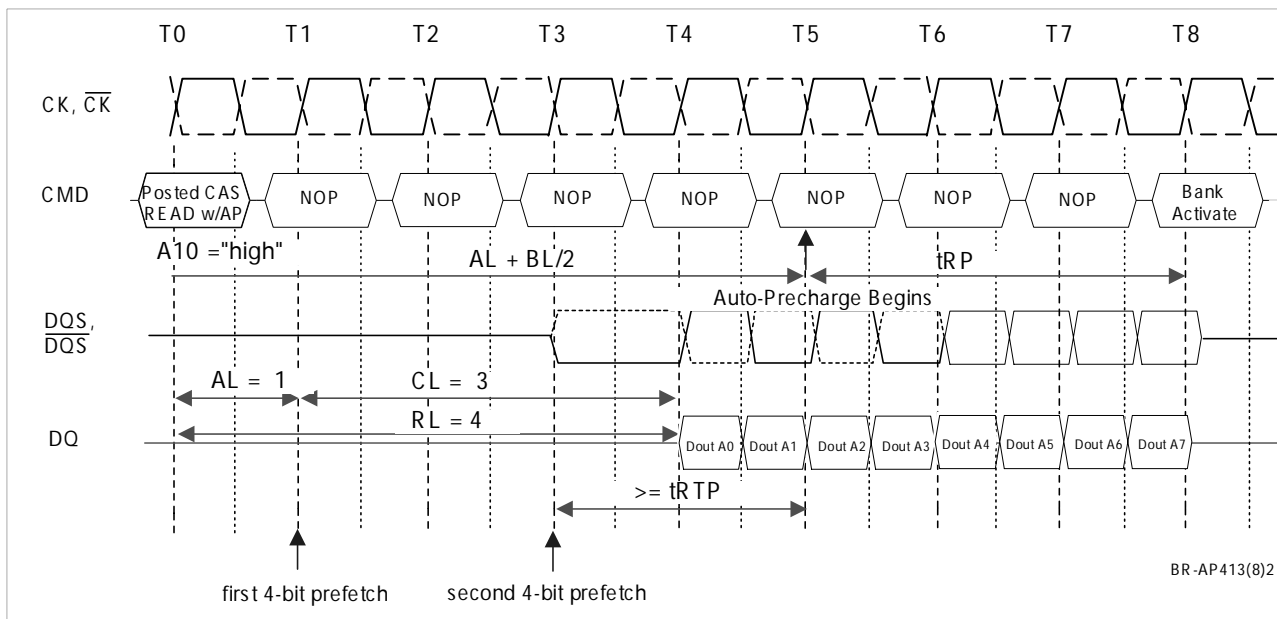 T0 T1 T2 T3 T4 T5 T6 T7 T8
CK, CK
CMD
Posted CAS
READ w/AP
NOP NOP NOP NOP NOP NOP NOP
Bank
Activate
A10 ="high"
AL + BL/2
tRP
Auto-Precharge Begins
DQS,
DQS
AL = 1
CL = 3
RL = 4
DQ
Dout A0 Dout A1 Dout A2 Dout A3 Dout A4 Dout A5 Dout A6 Dout A7
>= tRTP
first 4-bit prefetch
second 4-bit prefetch
BR-AP413(8)2